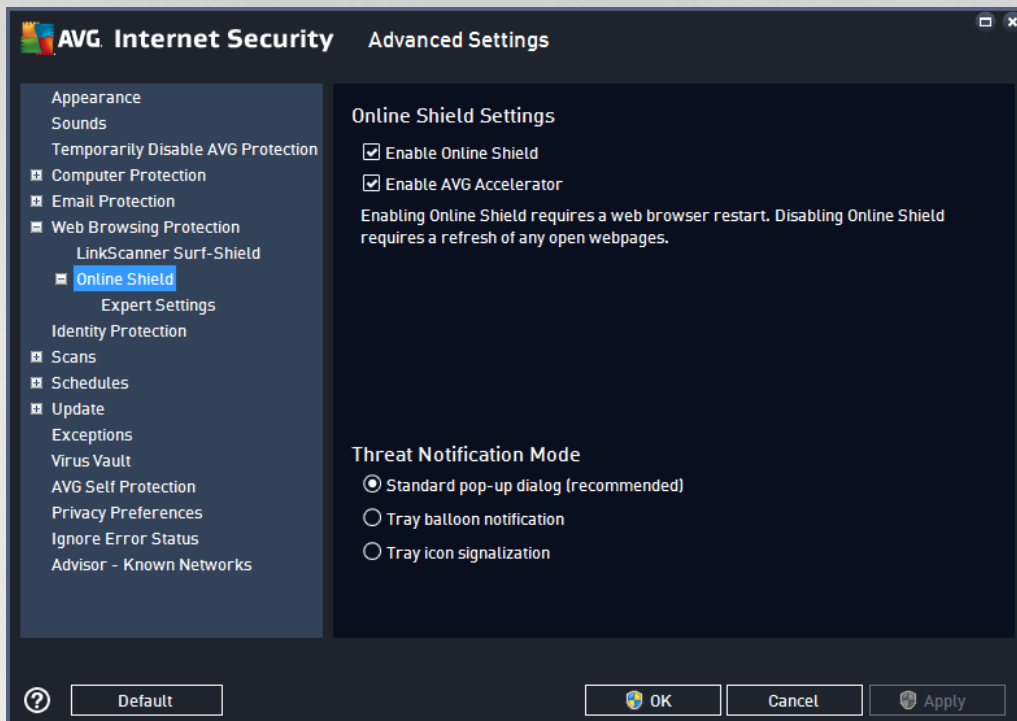 AVG. Internet Security Advanced Settings
Appearance
Sounds
Temporarily Disable AVG Protection
Computer Protection
Email Protection
Web Browsing Protection
LinkScanner Surf-Shield
Online Shield
Expert Settings
Identity Protection
Scans
Schedules
Update
Exceptions
Virus Vault
AVG Self Protection
Privacy Preferences
Ignore Error Status
Advisor - Known Networks
Online Shield Settings
Enable Online Shield
Enable AVG Accelerator
Enabling Online Shield requires a web browser restart. Disabling Online Shield
requires a refresh of any open webpages.
Threat Notification Mode
Standard pop-up dialog (recommended)
Tray balloon notification
Tray icon signalization
? Default OK Cancel Apply